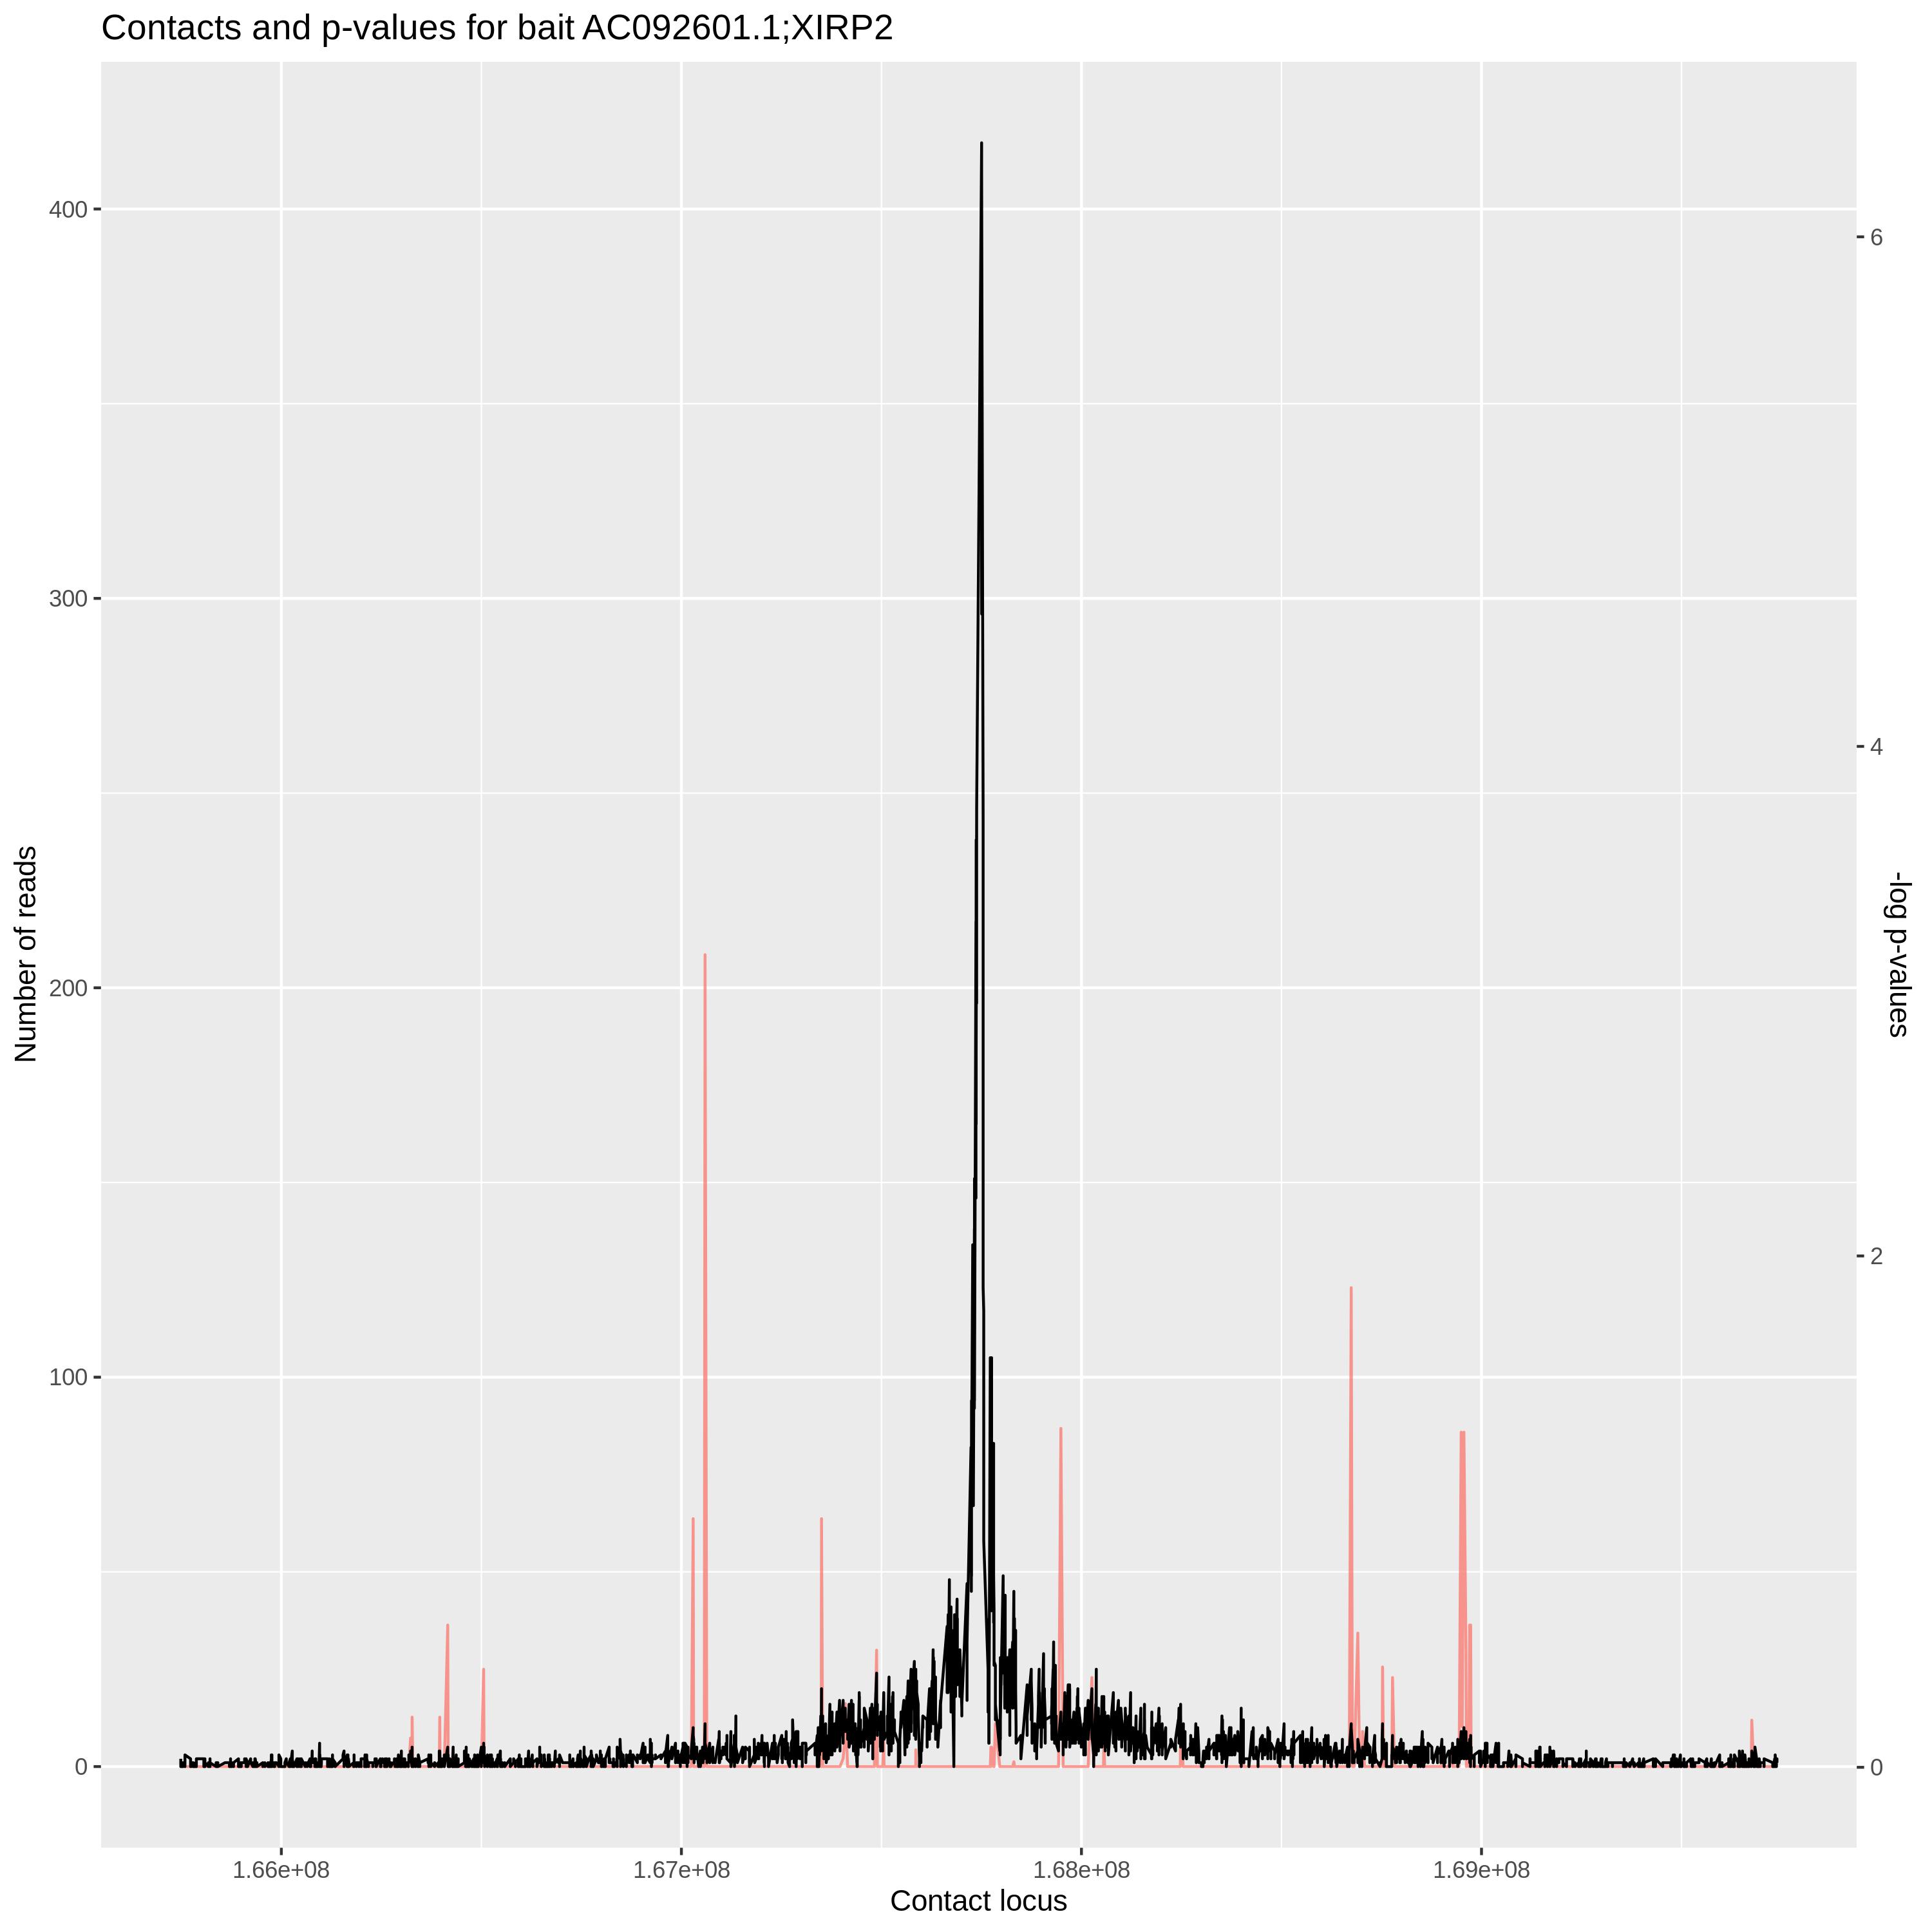 Contacts and p-values for bait AC092601.1;XIRP2
Number of reads
400
300
200
100
0
6
4
2
0
-log p-values
1.66e+08
1.67e+08
1.68e+08
1.69e+08
Contact locus